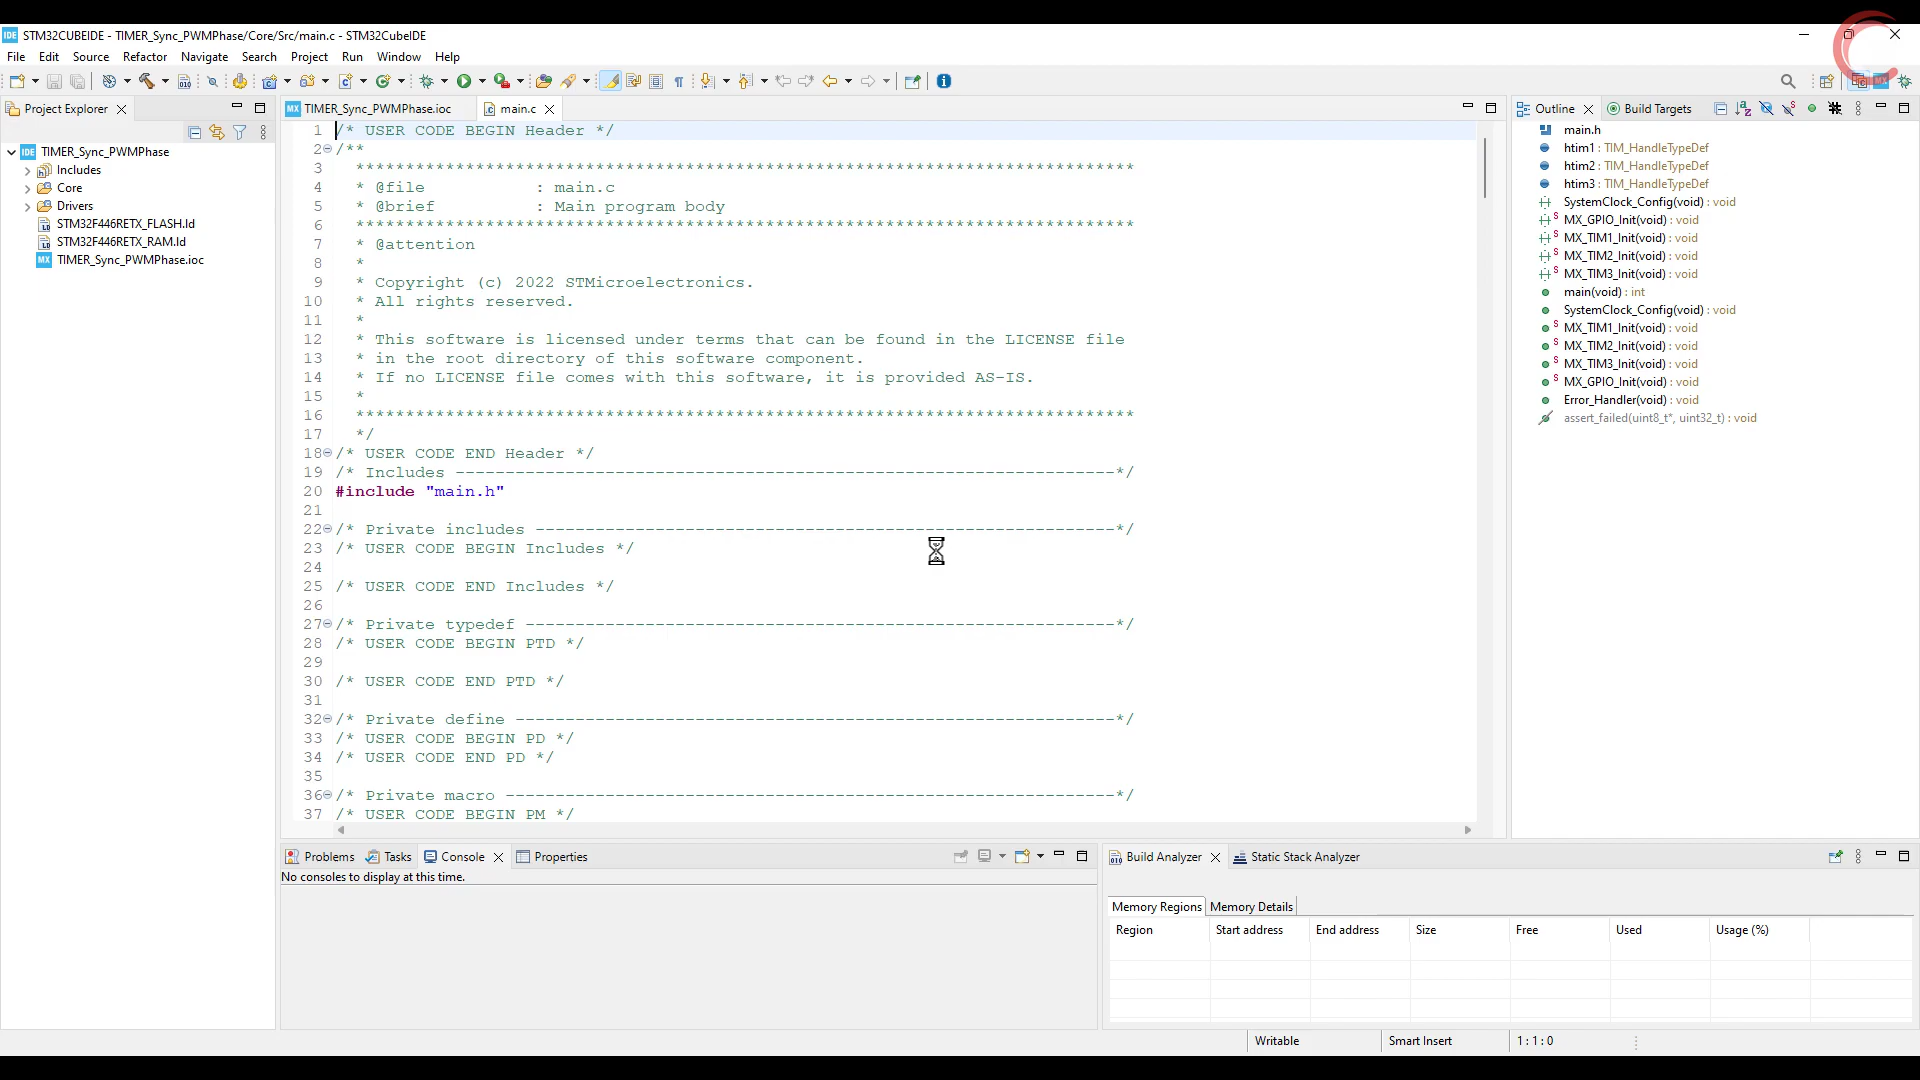 STM32CUBEIDE - TIMER_Sync_PWMPhase/Core/Src/main.c - STM32CubeIDE
File Edit Source Refactor Navigate Search Project Run Window Help
Project Explorer
TIMER_Sync_PWMPhase
Includes
Core
Drivers
STM32F446RETX_FLASH.ld
STM32F446RETX_RAM.ld
TIMER_Sync_PWMPhase.ioc
TIMER_Sync_PWMPhase.ioc main.c
1 /* USER CODE BEGIN Header */
2 /**
3 ******************************************************************************
4 * @file : main.c
5 * @brief : Main program body
6 ******************************************************************************
7 * @attention
8 *
9 * Copyright (c) 2022 STMicroelectronics.
10 * All rights reserved.
11 *
12 * This software is licensed under terms that can be found in the LICENSE file
13 * in the root directory of this software component.
14 * If no LICENSE file comes with this software, it is provided AS-IS.
15 *
16 ******************************************************************************
17 */
18 /* USER CODE END Header */
19 /* Includes ------------------------------------------------------------------*/
20 #include "main.h"
21
22 /* Private includes ----------------------------------------------------------*/
23 /* USER CODE BEGIN Includes */
24
25 /* USER CODE END Includes */
26
27 /* Private typedef -----------------------------------------------------------*/
28 /* USER CODE BEGIN PTD */
29
30 /* USER CODE END PTD */
31
32 /* Private define ------------------------------------------------------------*/
33 /* USER CODE BEGIN PD */
34 /* USER CODE END PD */
35
36 /* Private macro -------------------------------------------------------------*/
37 /* USER CODE BEGIN PM */
Outline Build Targets
main.h
htim1 : TIM_HandleTypeDef
htim2 : TIM_HandleTypeDef
htim3 : TIM_HandleTypeDef
SystemClock_Config(void) : void
MX_GPIO_Init(void) : void
MX_TIM1_Init(void) : void
MX_TIM2_Init(void) : void
MX_TIM3_Init(void) : void
main(void) : int
SystemClock_Config(void) : void
MX_TIM1_Init(void) : void
MX_TIM2_Init(void) : void
MX_TIM3_Init(void) : void
MX_GPIO_Init(void) : void
Error_Handler(void) : void
assert_failed(uint8_t*, uint32_t) : void
Problems Tasks Console Properties
No consoles to display at this time.
Build Analyzer Static Stack Analyzer
Memory Regions Memory Details
Region Start address End address Size Free Used Usage (%)
Writable Smart Insert 1 : 1 : 0